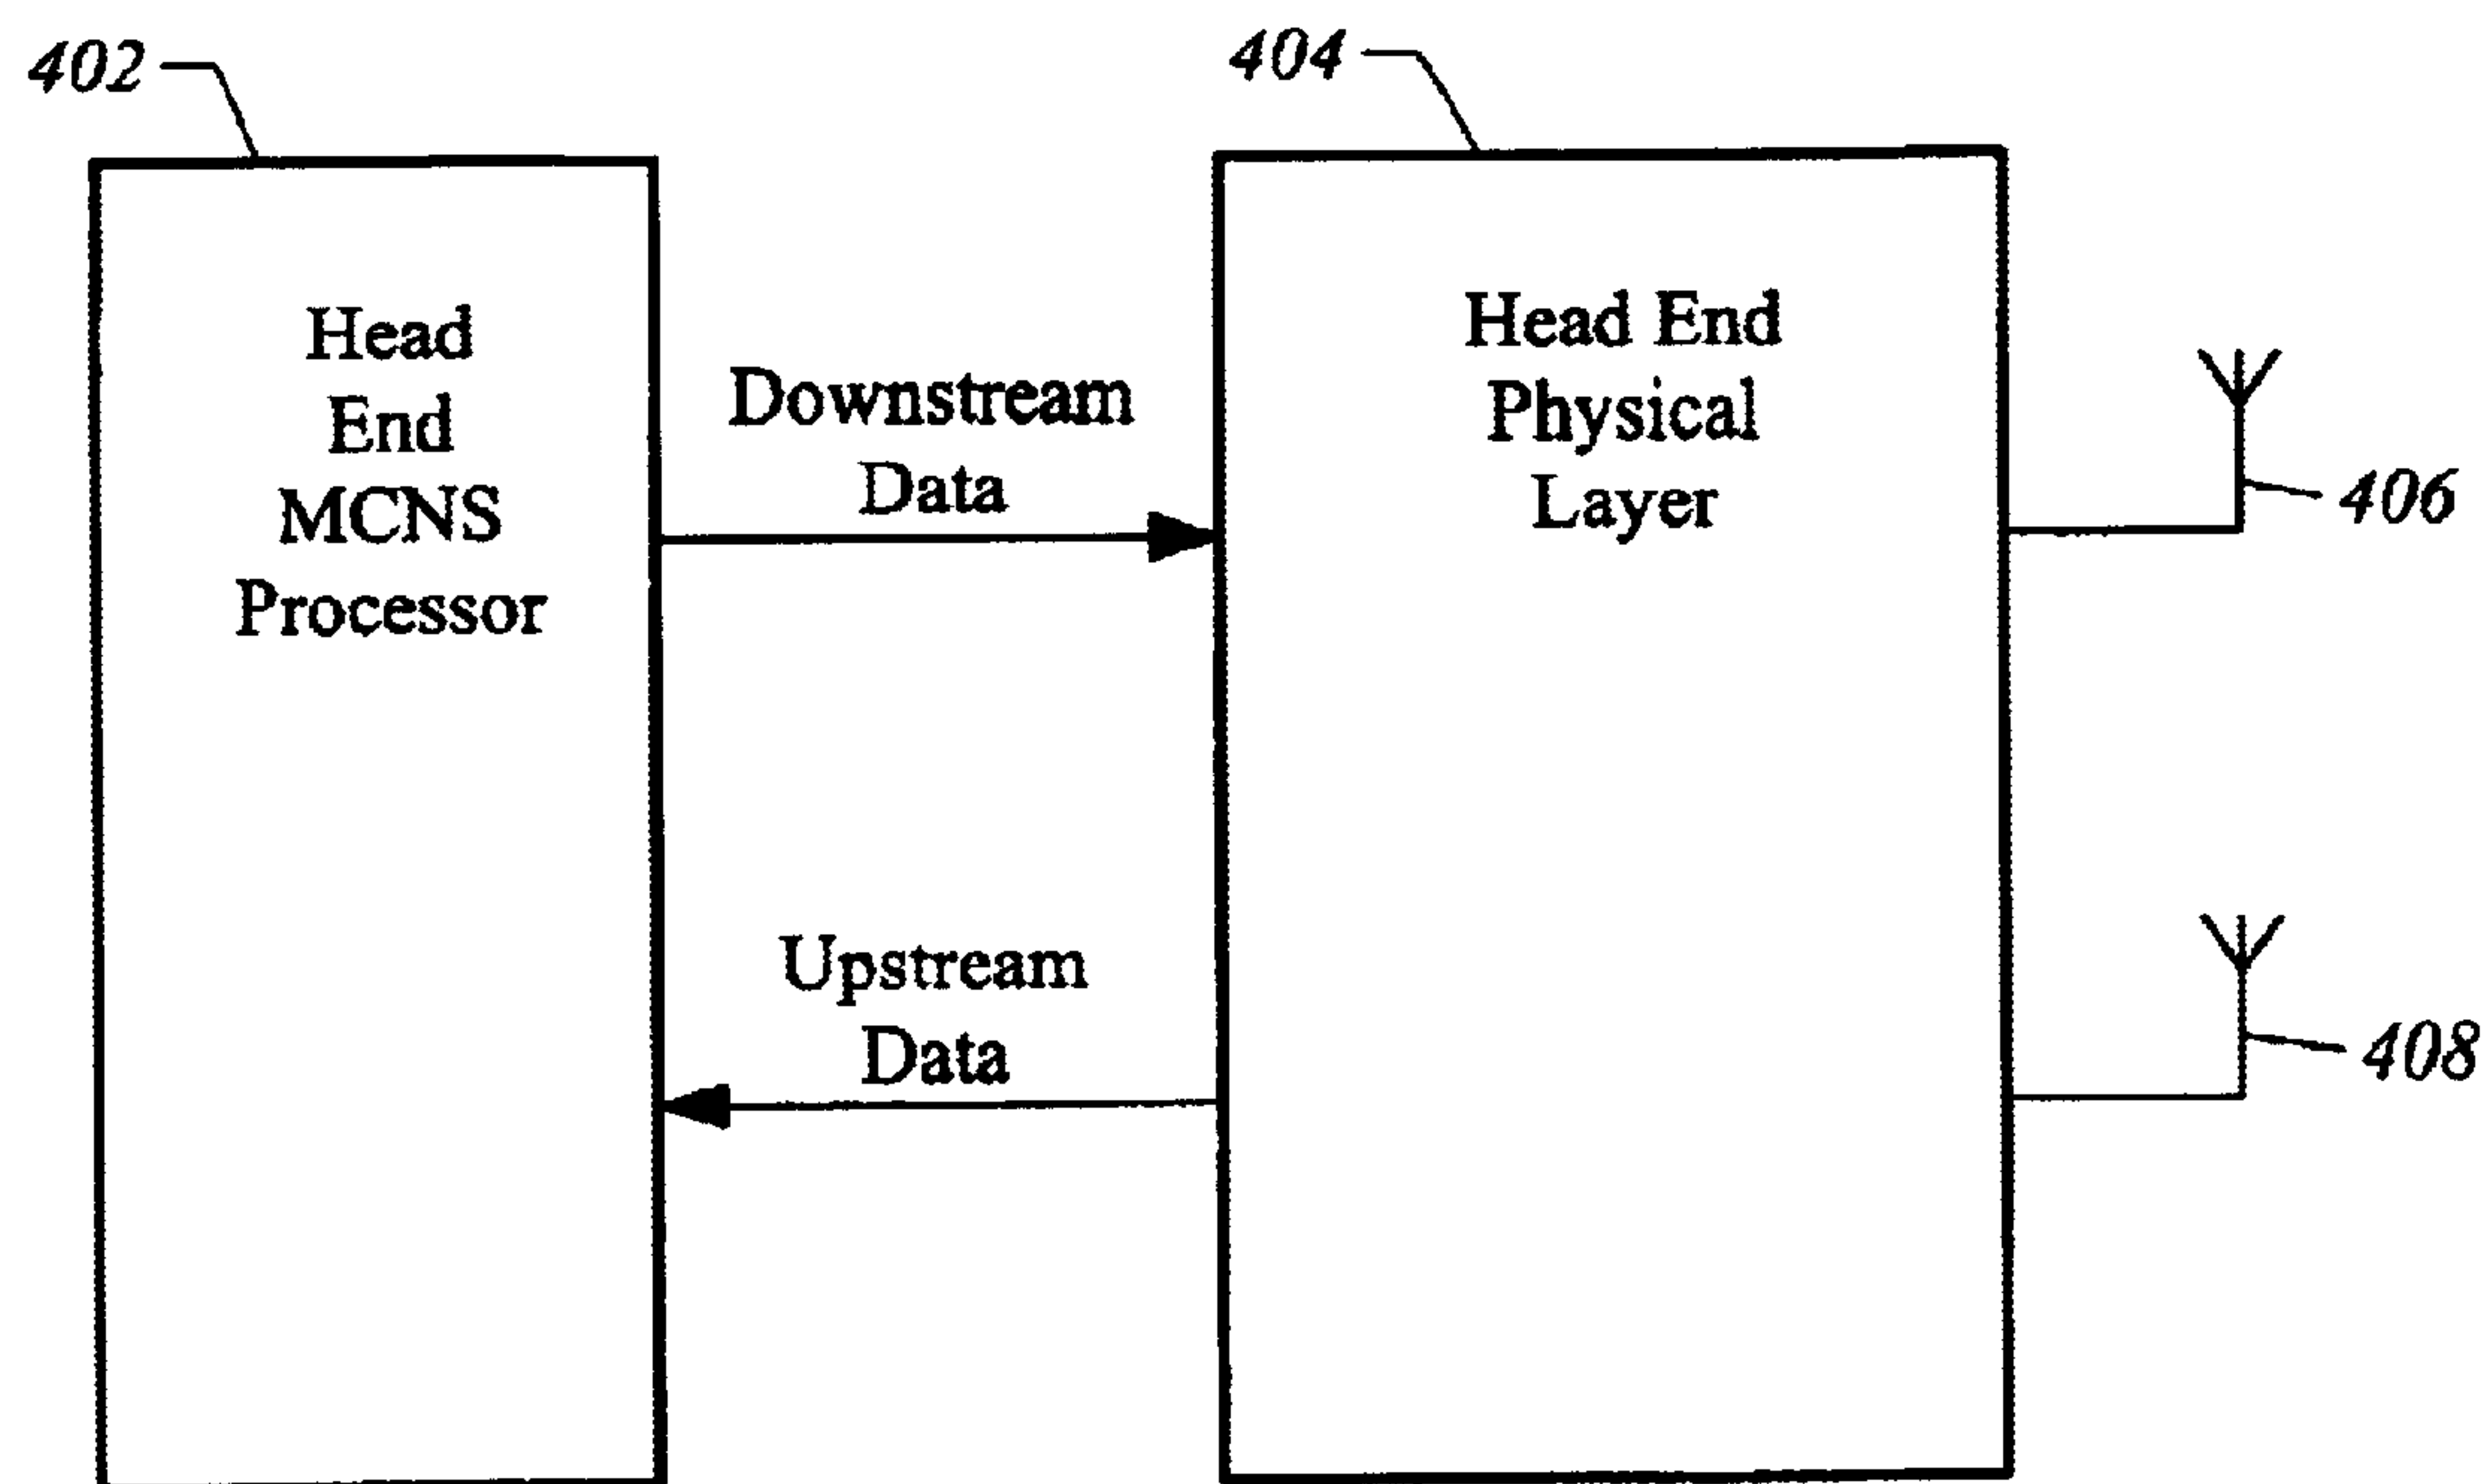 402
404
Head
End
MCNS
Processor
Downstream
Data
Head End
Physical
Layer
406
Upstream
Data
408